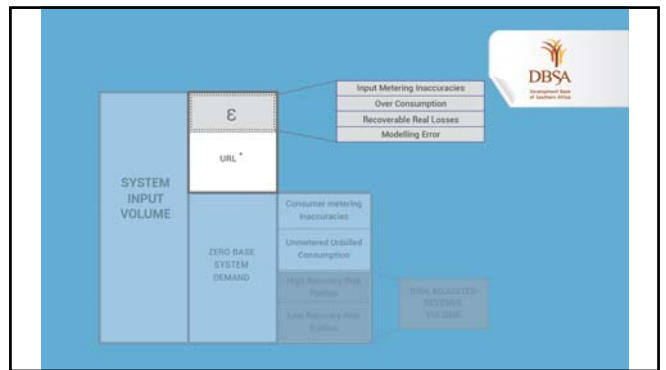 DBSA
Development Bank
of Southern Africa
Input Metering Inaccuracies
Over Consumption
Recoverable Real Losses
Modelling Error
ε
URL *
SYSTEM
INPUT
VOLUME
ZERO BASE
SYSTEM
DEMAND
Consumer metering
Inaccuracies
Unmetered Unbilled
Consumption
High Recovery Risk
Portion
Low Recovery Risk
Portion
RISK ADJUSTED
REVENUE
VOLUME